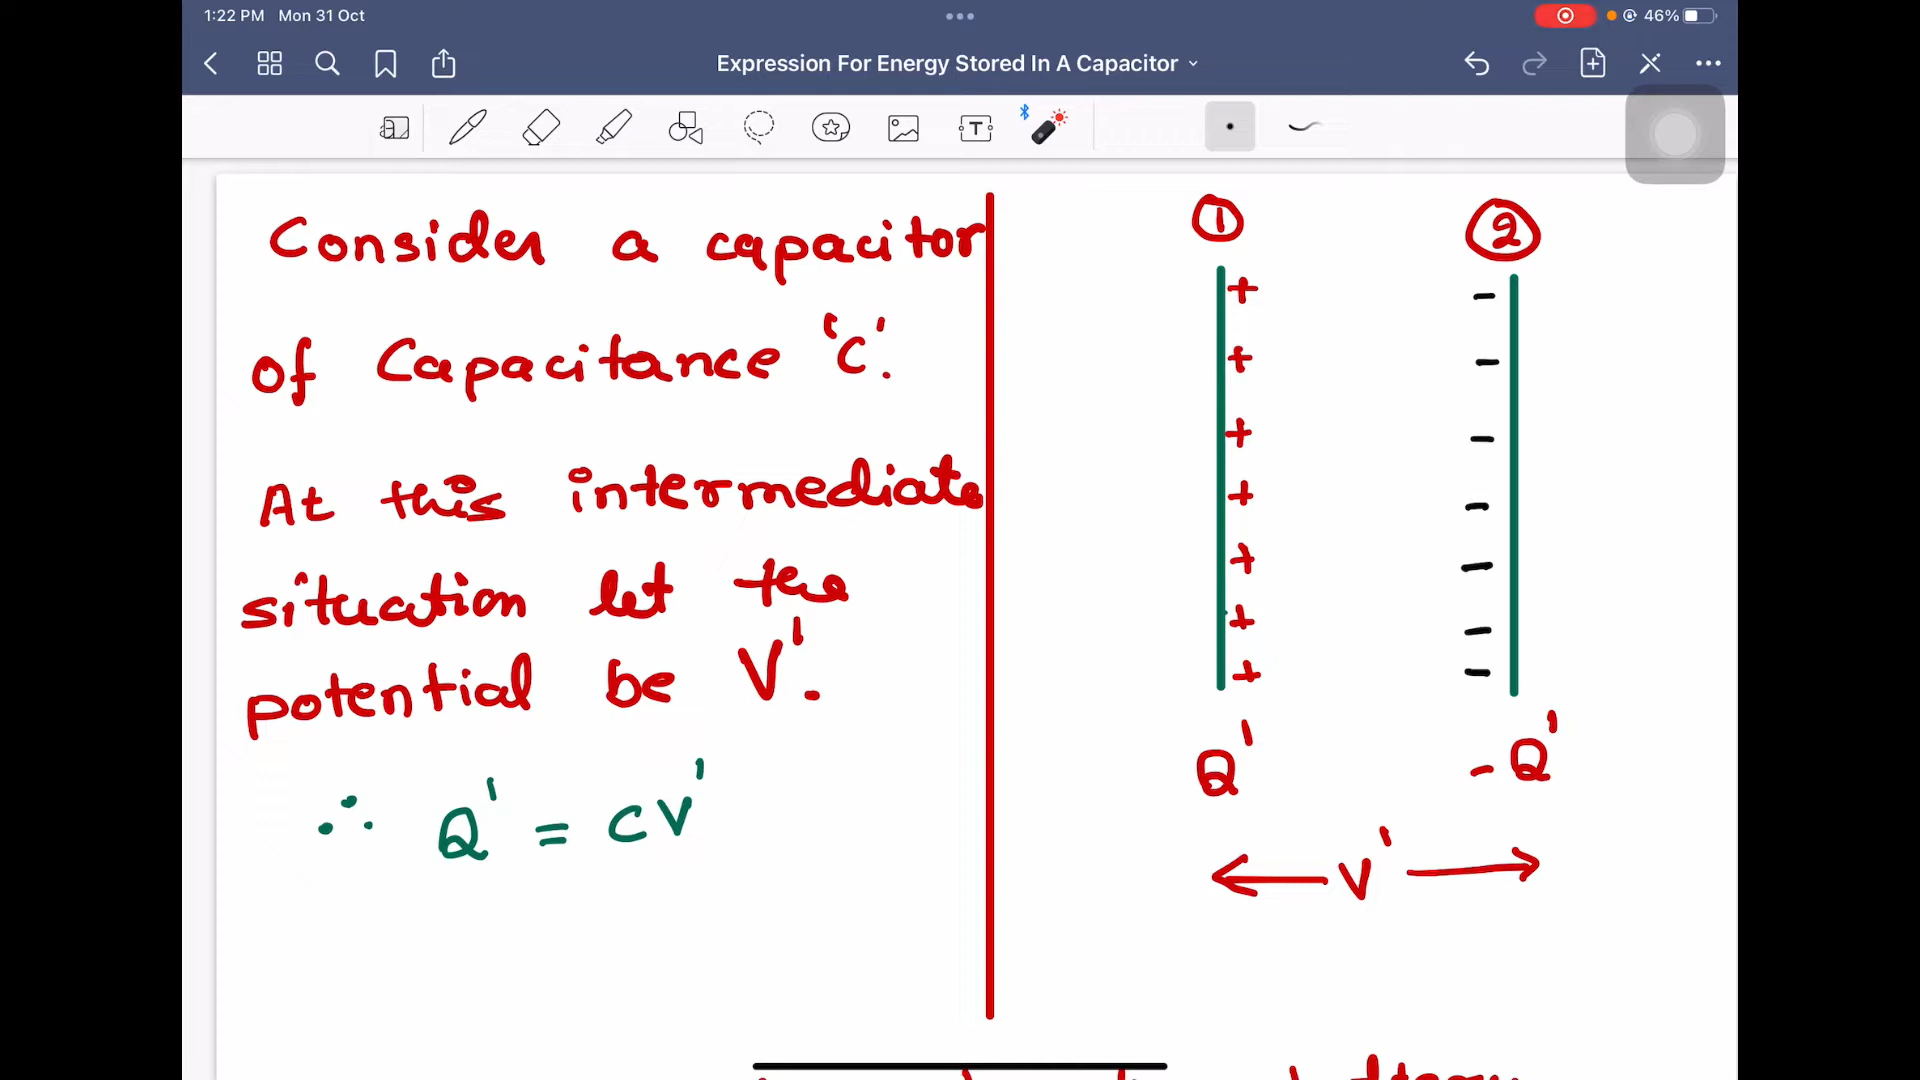 1:22 PM Mon 31 Oct
46%
Expression For Energy Stored In A Capacitor
Consider a capacitor
of Capacitance 'C'.
At this intermediate
situation let the
potential be V'.
∴ Q' = CV'
① ②
+ -
+ -
+ -
+ -
+ -
+ -
+ -
Q' -Q'
V'